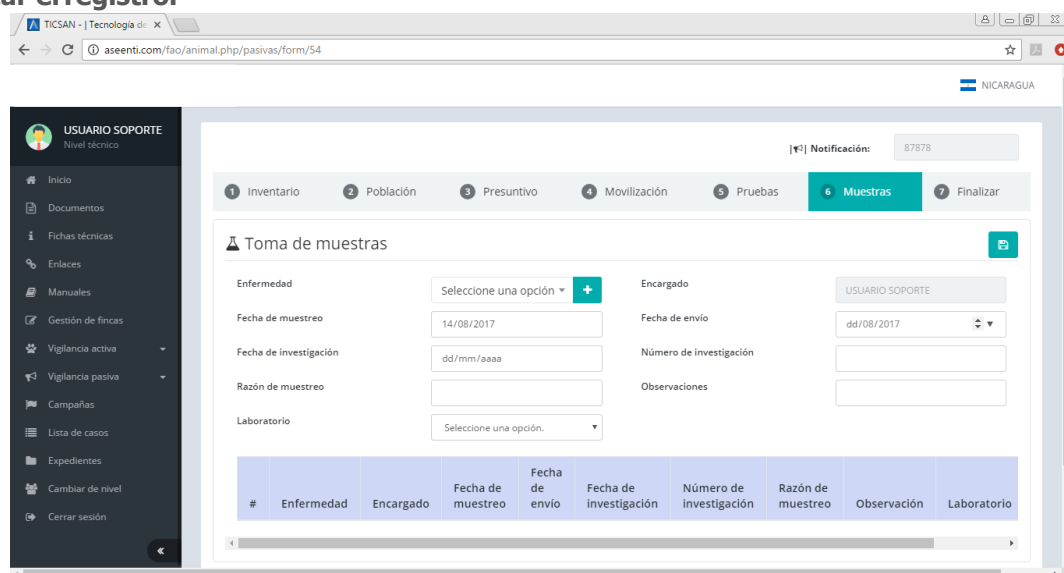 TICSAN - | Tecnología de
aseenti.com/fao/animal.php/pasivas/form/54
NICARAGUA
USUARIO SOPORTE
Nivel técnico
Inicio
Documentos
Fichas técnicas
Enlaces
Manuales
Gestión de fincas
Vigilancia activa
Vigilancia pasiva
Campañas
Lista de casos
Expedientes
Cambiar de nivel
Cerrar sesión
Notificación: 87878
1 Inventario 2 Población 3 Presuntivo 4 Movilización 5 Pruebas 6 Muestras 7 Finalizar
Toma de muestras
Enfermedad Seleccione una opción + Encargado USUARIO SOPORTE
Fecha de muestreo 14/08/2017 Fecha de envío dd/08/2017
Fecha de investigación dd/mm/aaaa Número de investigación
Razón de muestreo Observaciones
Laboratorio Seleccione una opción.
# Enfermedad Encargado Fecha de muestreo Fecha de envío Fecha de investigación Número de investigación Razón de muestreo Observación Laboratorio